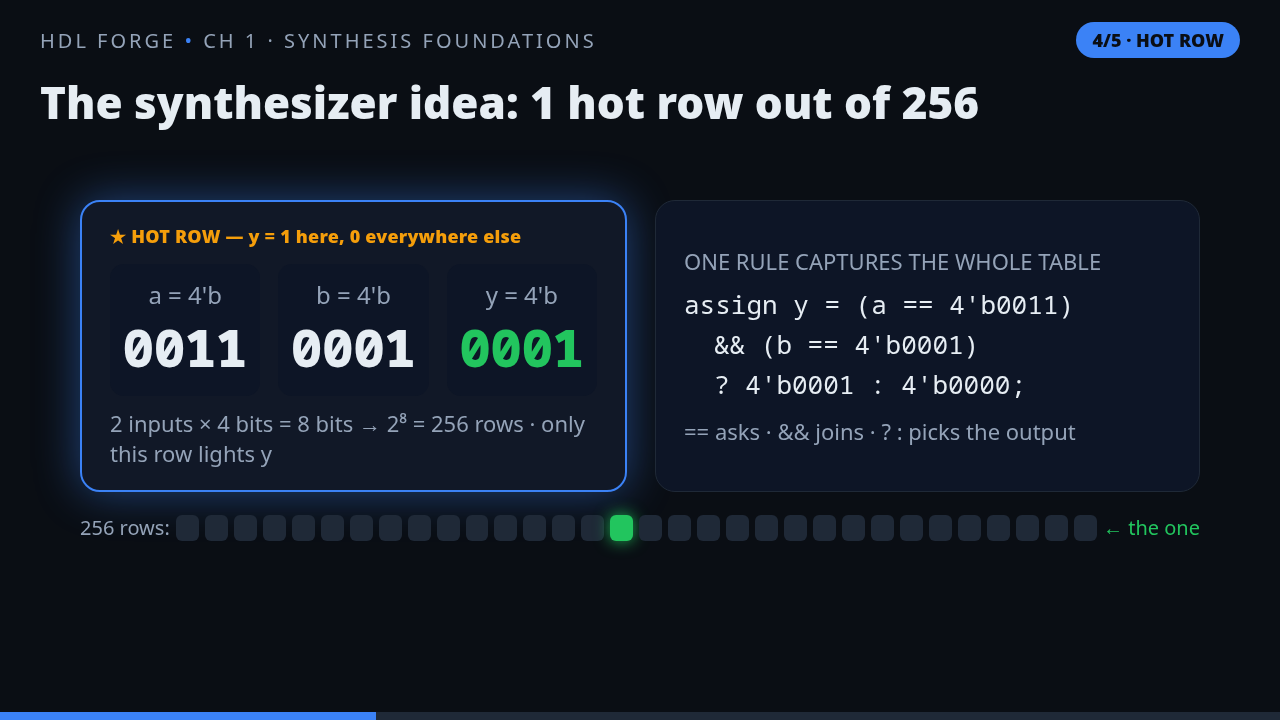 HDL FORGE • CH 1 · SYNTHESIS FOUNDATIONS
4/5 · HOT ROW
The synthesizer idea: 1 hot row out of 256
★ HOT ROW — y = 1 here, 0 everywhere else
a = 4'b
0011
b = 4'b
0001
y = 4'b
0001
2 inputs × 4 bits = 8 bits → 2⁸ = 256 rows · only
this row lights y
ONE RULE CAPTURES THE WHOLE TABLE
assign y = (a == 4'b0011)
&& (b == 4'b0001)
? 4'b0001 : 4'b0000;
== asks · && joins · ? : picks the output
256 rows:
← the one